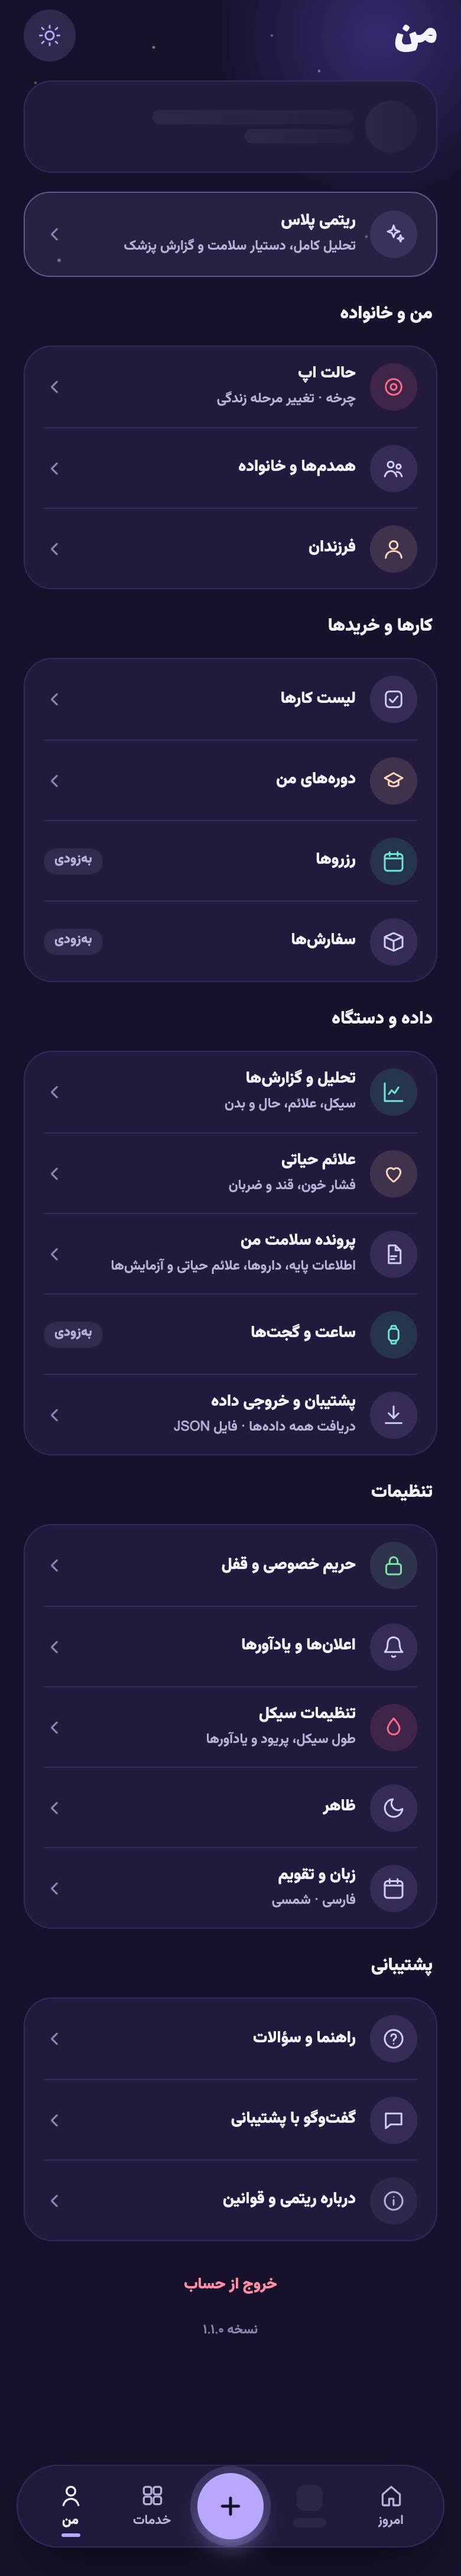 من
ریتمی پلاس
تحلیل کامل، دستیار سلامت و گزارش پزشک
من و خانواده
حالت اپ
چرخه · تغییر مرحله زندگی
همدم‌ها و خانواده
فرزندان
کارها و خریدها
لیست کارها
دوره‌های من
رزروها
به‌زودی
سفارش‌ها
به‌زودی
داده و دستگاه
تحلیل و گزارش‌ها
سیکل، علائم، حال و بدن
علائم حیاتی
فشار خون، قند و ضربان
پرونده سلامت من
اطلاعات پایه، داروها، علائم حیاتی و آزمایش‌ها
ساعت و گجت‌ها
به‌زودی
پشتیبان و خروجی داده
دریافت همه داده‌ها · فایل JSON
تنظیمات
حریم خصوصی و قفل
اعلان‌ها و یادآورها
تنظیمات سیکل
طول سیکل، پریود و یادآورها
ظاهر
زبان و تقویم
فارسی · شمسی
پشتیبانی
راهنما و سؤالات
گفت‌وگو با پشتیبانی
درباره ریتمی و قوانین
خروج از حساب
نسخه ۱.۱.۰
امروز
خدمات
من